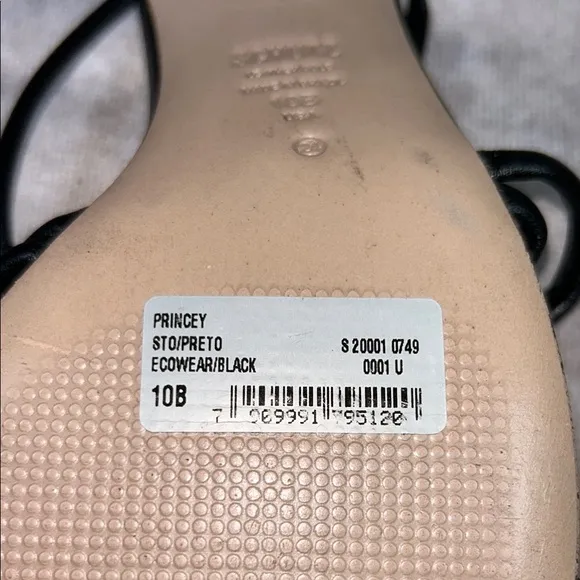 PRINCEY
STO/PRETO S 20001 0749
ECOWEAR/BLACK 0001 U
10B
7 909991 795120